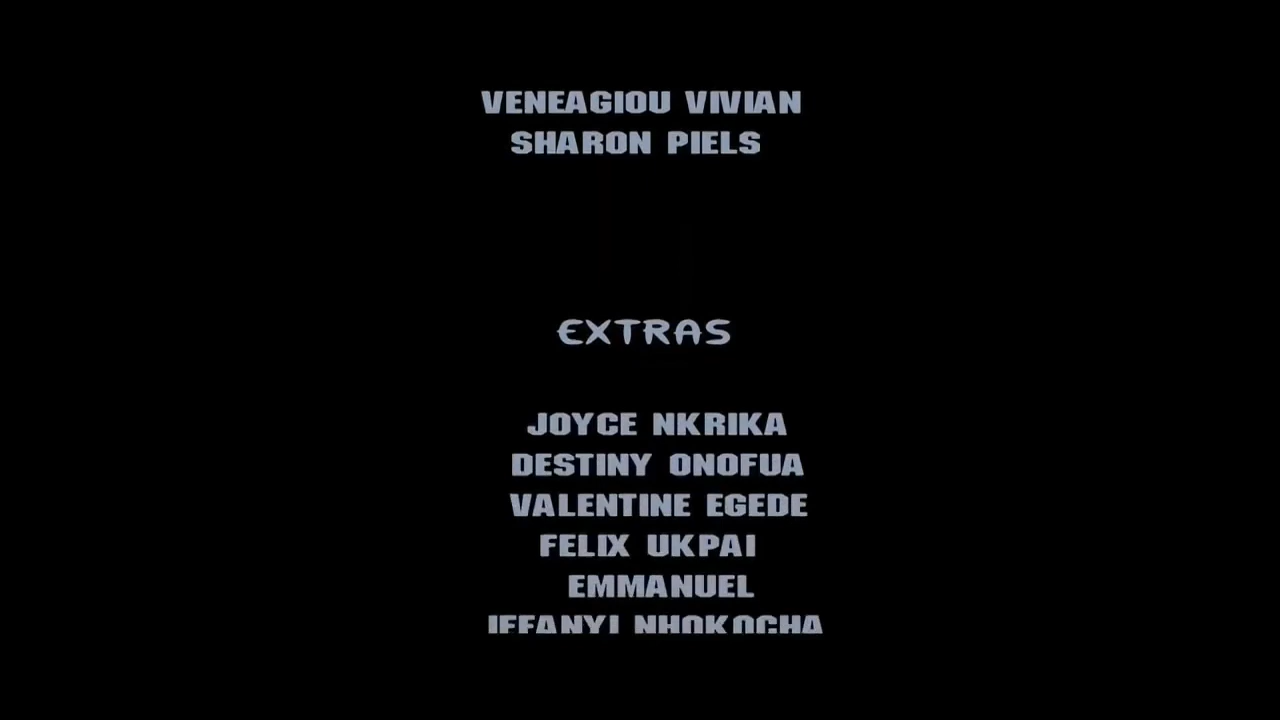 VENEAGIOU VIVIAN
SHARON PIELS
EXTRAS
JOYCE NKRIKA
DESTINY ONOFUA
VALENTINE EGEDE
FELIX UKPAI
EMMANUEL